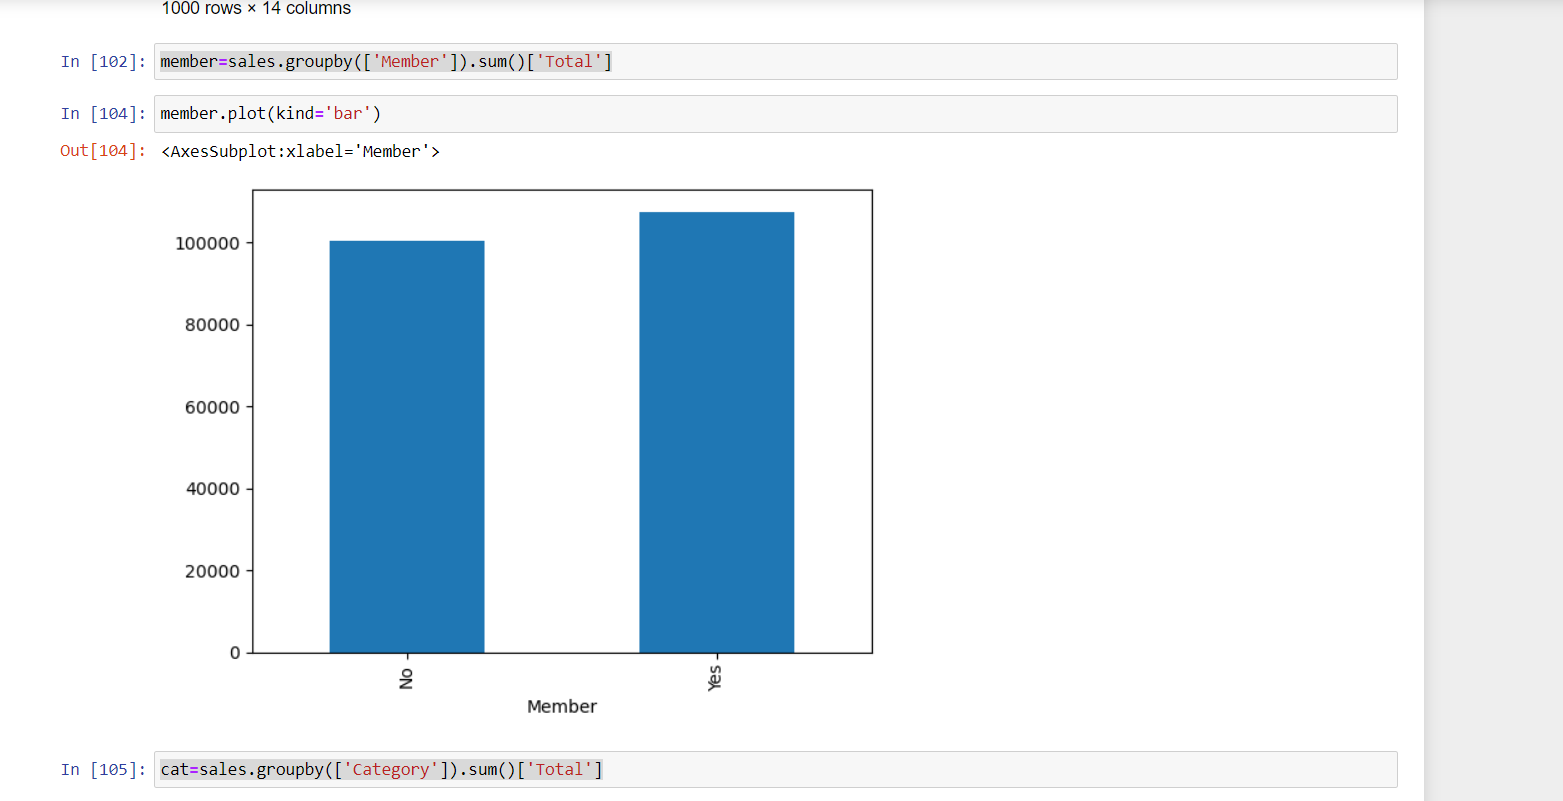 1000 rows × 14 columns
In [102]: member=sales.groupby(['Member']).sum()['Total']
In [104]: member.plot(kind='bar')
Out[104]: <AxesSubplot:xlabel='Member'>
100000
80000
60000
40000
20000
0
No
Yes
Member
In [105]: cat=sales.groupby(['Category']).sum()['Total']